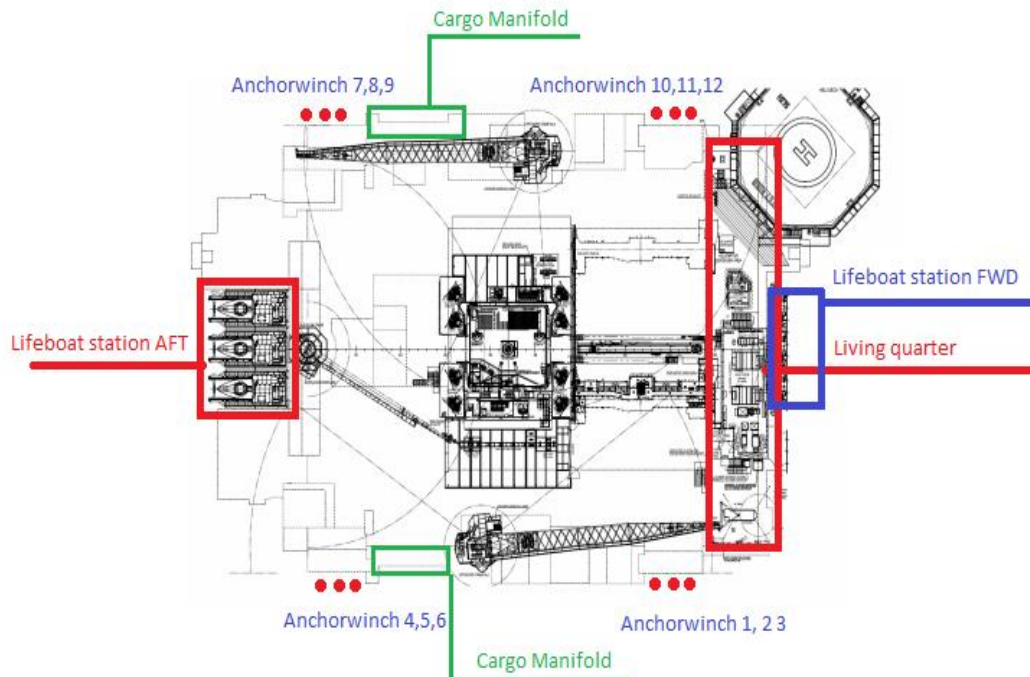 Cargo Manifold
Anchorwinch 7,8,9
Anchorwinch 10,11,12
H
Lifeboat station FWD
Lifeboat station AFT
Living quarter
Anchorwinch 4,5,6
Anchorwinch 1, 2 3
Cargo Manifold